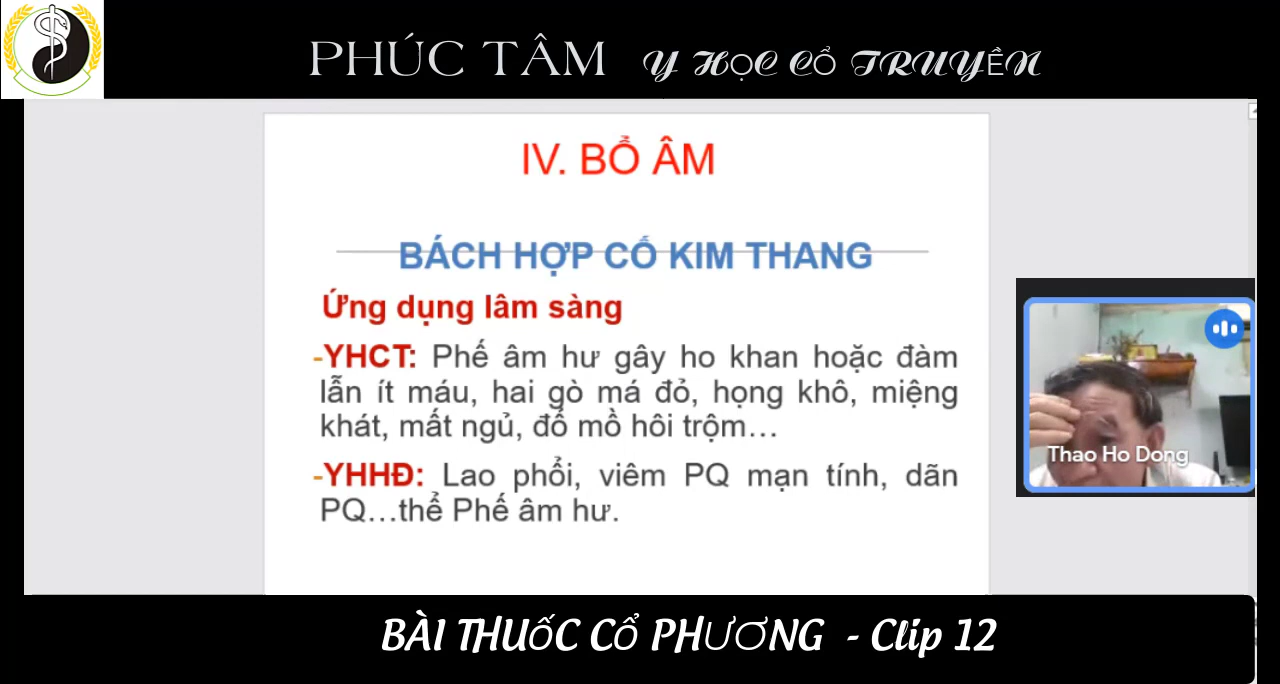 PHÚC TÂM Y HỌC CỔ TRUYỀN
IV. BỔ ÂM
BÁCH HỢP CỐ KIM THANG
Ứng dụng lâm sàng
-YHCT: Phế âm hư gây ho khan hoặc đàm
lẫn ít máu, hai gò má đỏ, họng khô, miệng
khát, mất ngủ, đổ mồ hôi trộm...
-YHHĐ: Lao phổi, viêm PQ mạn tính, dãn
PQ...thể Phế âm hư.
Thao Ho Dong
BÀI THUỐC CỔ PHƯƠNG - Clip 12